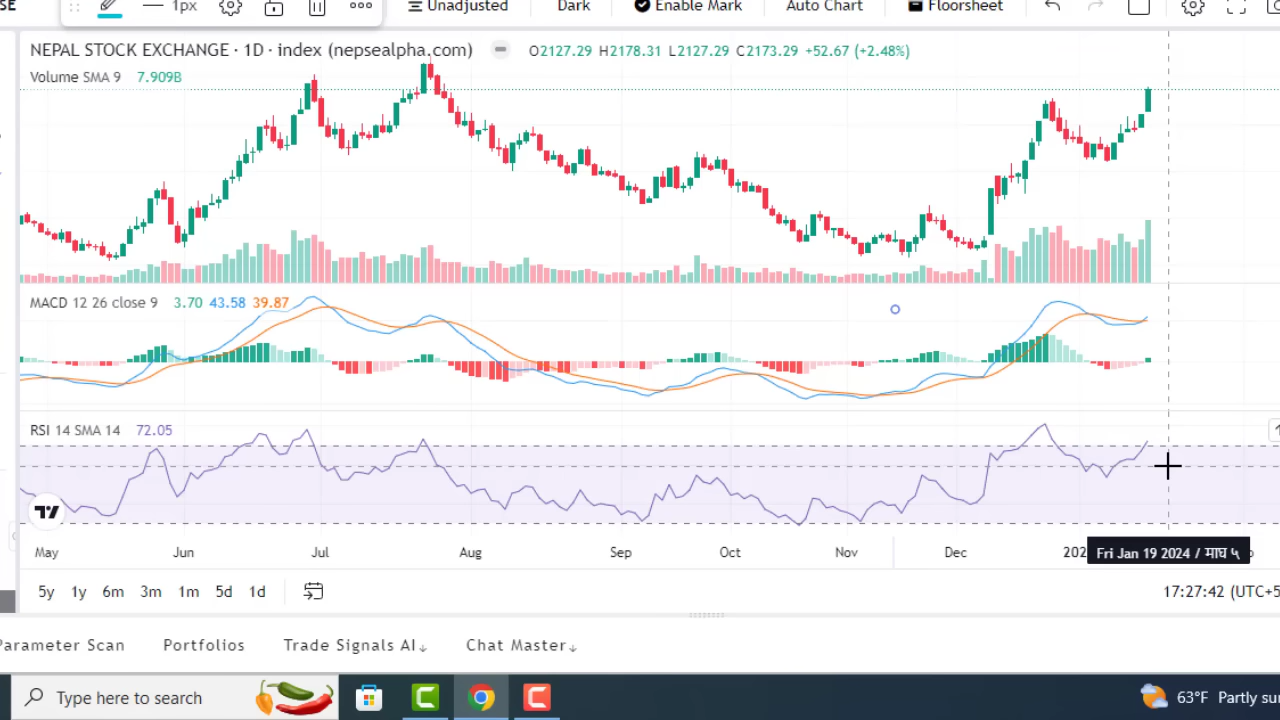 SE 1px Unadjusted Dark Enable Mark Auto Chart Floorsheet
NEPAL STOCK EXCHANGE · 1D · index (nepsealpha.com) O2127.29 H2178.31 L2127.29 C2173.29 +52.67 (+2.48%)
Volume SMA 9 7.909B
MACD 12 26 close 9 3.70 43.58 39.87
RSI 14 SMA 14 72.05
May Jun Jul Aug Sep Oct Nov Dec 202
Fri Jan 19 2024 / माघ ५
5y 1y 6m 3m 1m 5d 1d 17:27:42 (UTC+5
Parameter Scan Portfolios Trade Signals AI↓ Chat Master↓
Type here to search 63°F Partly sun